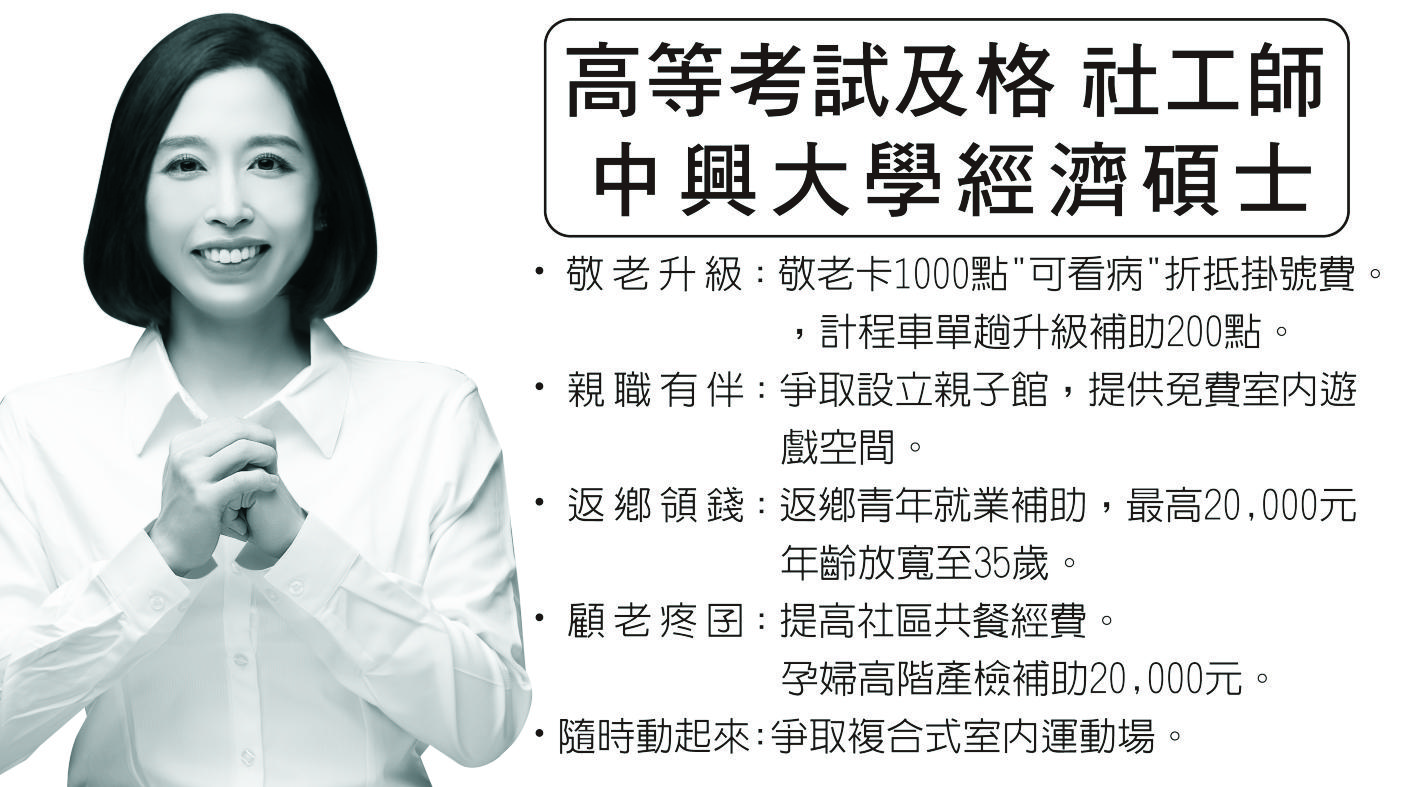 高等考試及格 社工師
中興大學經濟碩士
• 敬老升級：敬老卡1000點"可看病"折抵掛號費。
，計程車單趟升級補助200點。
• 親職有伴：爭取設立親子館，提供免費室內遊
戲空間。
• 返鄉領錢：返鄉青年就業補助，最高20,000元
年齡放寬至35歲。
• 顧老疼囝：提高社區共餐經費。
孕婦高階產檢補助20,000元。
• 隨時動起來:爭取複合式室內運動場。